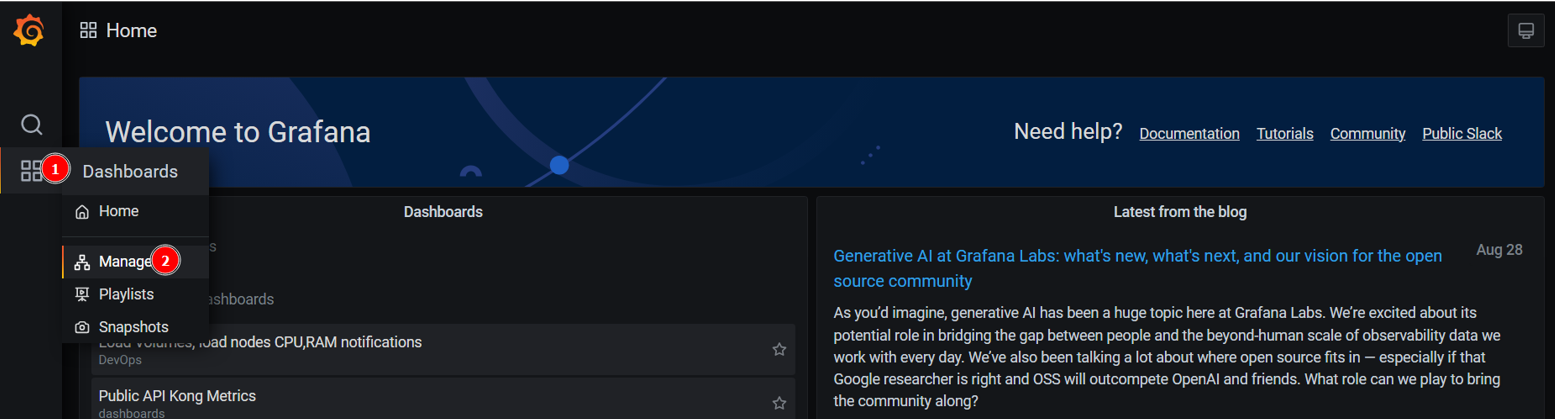 Home
Welcome to Grafana
Need help? Documentation Tutorials Community Public Slack
1
Dashboards
Home
Manage 2
Playlists
Snapshots
Dashboards
s
ashboards
Load Volumes, load nodes CPU,RAM notifications
DevOps
Public API Kong Metrics
dashboards
Latest from the blog
Generative AI at Grafana Labs: what's new, what's next, and our vision for the open
source community
Aug 28
As you’d imagine, generative AI has been a huge topic here at Grafana Labs. We’re excited about its
potential role in bridging the gap between people and the beyond-human scale of observability data we
work with every day. We’ve also been talking a lot about where open source fits in — especially if that
Google researcher is right and OSS will outcompete OpenAI and friends. What role can we play to bring
the community along?